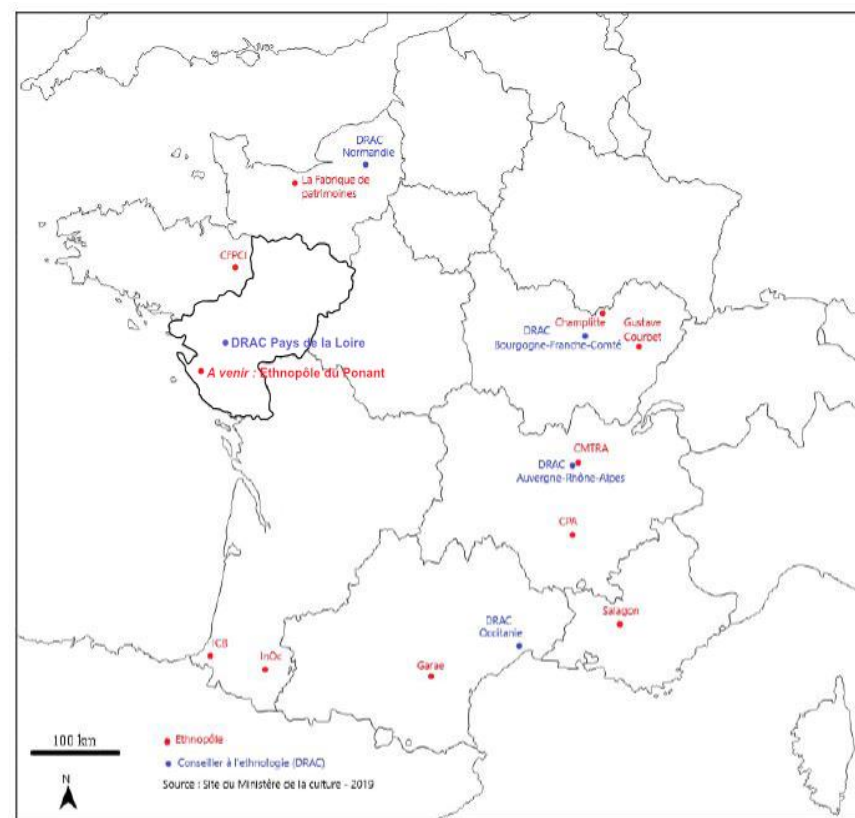 DRAC
Normandie
La Fabrique de
patrimoines
CFPCI
DRAC Pays de la Loire
A venir : Ethnopôle du Ponant
Champlitte
DRAC
Bourgogne-Franche-Comté
Gustave
Courbet
CMTRA
DRAC
Auvergne-Rhône-Alpes
CPA
Salagon
DRAC
Occitanie
ICB
InÒc
Garae
100 km
N
Ethnopôle
Conseiller à l'ethnologie (DRAC)
Source : Site du Ministère de la culture - 2019